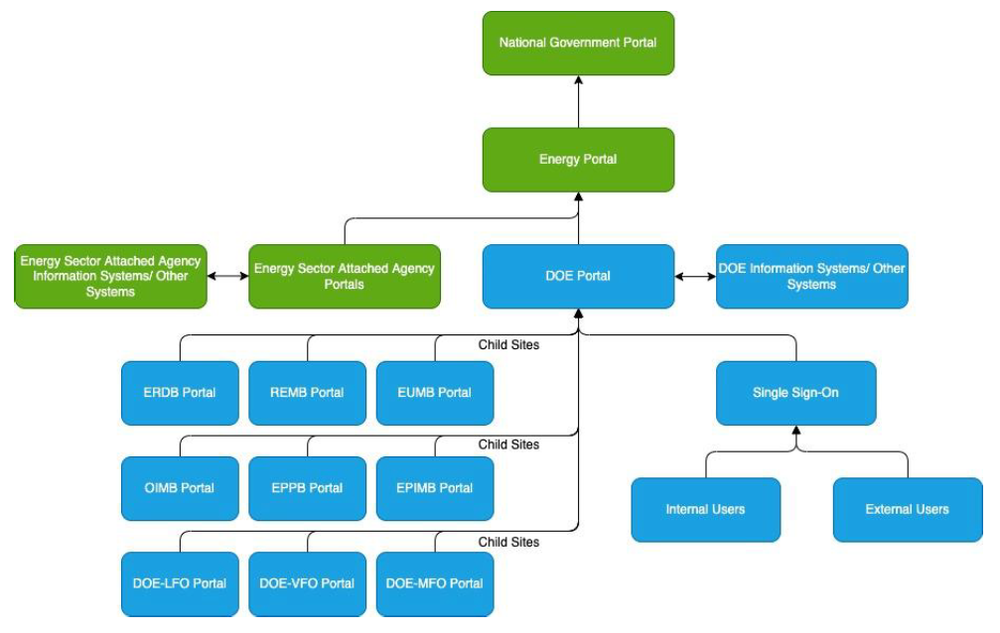 National Government Portal
Energy Portal
Energy Sector Attached Agency
Information Systems/ Other
Systems
Energy Sector Attached Agency
Portals
DOE Portal
DOE Information Systems/ Other
Systems
Child Sites
ERDB Portal
REMB Portal
EUMB Portal
Single Sign-On
Child Sites
OIMB Portal
EPPB Portal
EPIMB Portal
Internal Users
External Users
Child Sites
DOE-LFO Portal
DOE-VFO Portal
DOE-MFO Portal